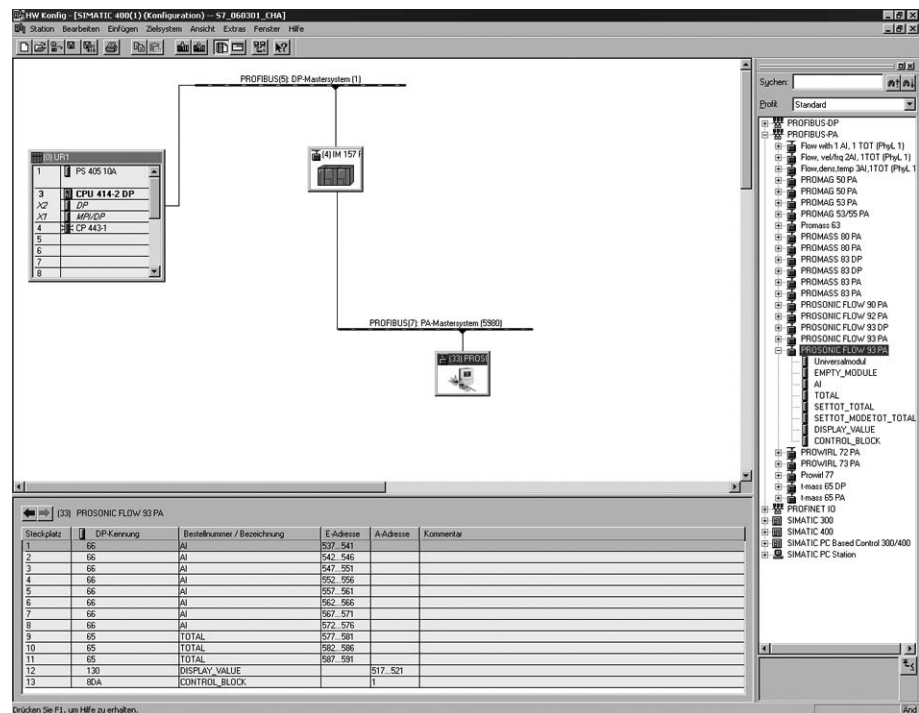 HW Konfig - [SIMATIC 400(1) (Konfiguration) -- S7_060301_CHA]
Station Bearbeiten Einfügen Zielsystem Ansicht Extras Fenster Hilfe
PROFIBUS(5): DP-Mastersystem (1)
(0) UR1
1 PS 405 10A
3 CPU 414-2 DP
X2 DP
X1 MPI/DP
4 CP 443-1
5
6
7
8
(4) IM 157
PROFIBUS(7): PA-Mastersystem (5980)
(33) PROS
Suchen:
Profil: Standard
PROFIBUS-DP
PROFIBUS-PA
Flow with 1 AI, 1 TOT (PhyL 1)
Flow, vel/frq 2AI, 1TOT (PhyL 1)
Flow,dens,temp 3AI,1TOT (PhyL 1
PROMAG 50 PA
PROMAG 50 PA
PROMAG 53 PA
PROMAG 53/55 PA
Promass 63
PROMASS 80 PA
PROMASS 80 PA
PROMASS 83 DP
PROMASS 83 DP
PROMASS 83 PA
PROMASS 83 PA
PROSONIC FLOW 90 PA
PROSONIC FLOW 92 PA
PROSONIC FLOW 93 DP
PROSONIC FLOW 93 PA
PROSONIC FLOW 93 PA
Universalmodul
EMPTY_MODULE
AI
TOTAL
SETTOT_TOTAL
SETTOT_MODETOT_TOTAL
DISPLAY_VALUE
CONTROL_BLOCK
PROWIRL 72 PA
PROWIRL 73 PA
Prowirl 77
t-mass 65 DP
t-mass 65 PA
PROFINET IO
SIMATIC 300
SIMATIC 400
SIMATIC PC Based Control 300/400
SIMATIC PC Station
(33) PROSONIC FLOW 93 PA
Steckplatz DP-Kennung Bestellnummer / Bezeichnung E-Adresse A-Adresse Kommentar
1 66 AI 537...541
2 66 AI 542...546
3 66 AI 547...551
4 66 AI 552...556
5 66 AI 557...561
6 66 AI 562...566
7 66 AI 567...571
8 66 AI 572...576
9 65 TOTAL 577...581
10 65 TOTAL 582...586
11 65 TOTAL 587...591
12 130 DISPLAY_VALUE 517...521
13 8DA CONTROL_BLOCK 1
Drücken Sie F1, um Hilfe zu erhalten.
Änd